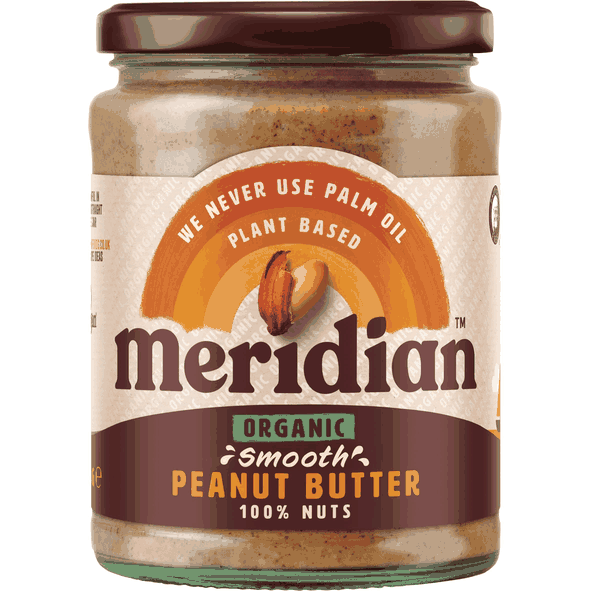 WE NEVER USE PALM OIL
PLANT BASED
meridian™
ORGANIC
smooth
PEANUT BUTTER
100% NUTS